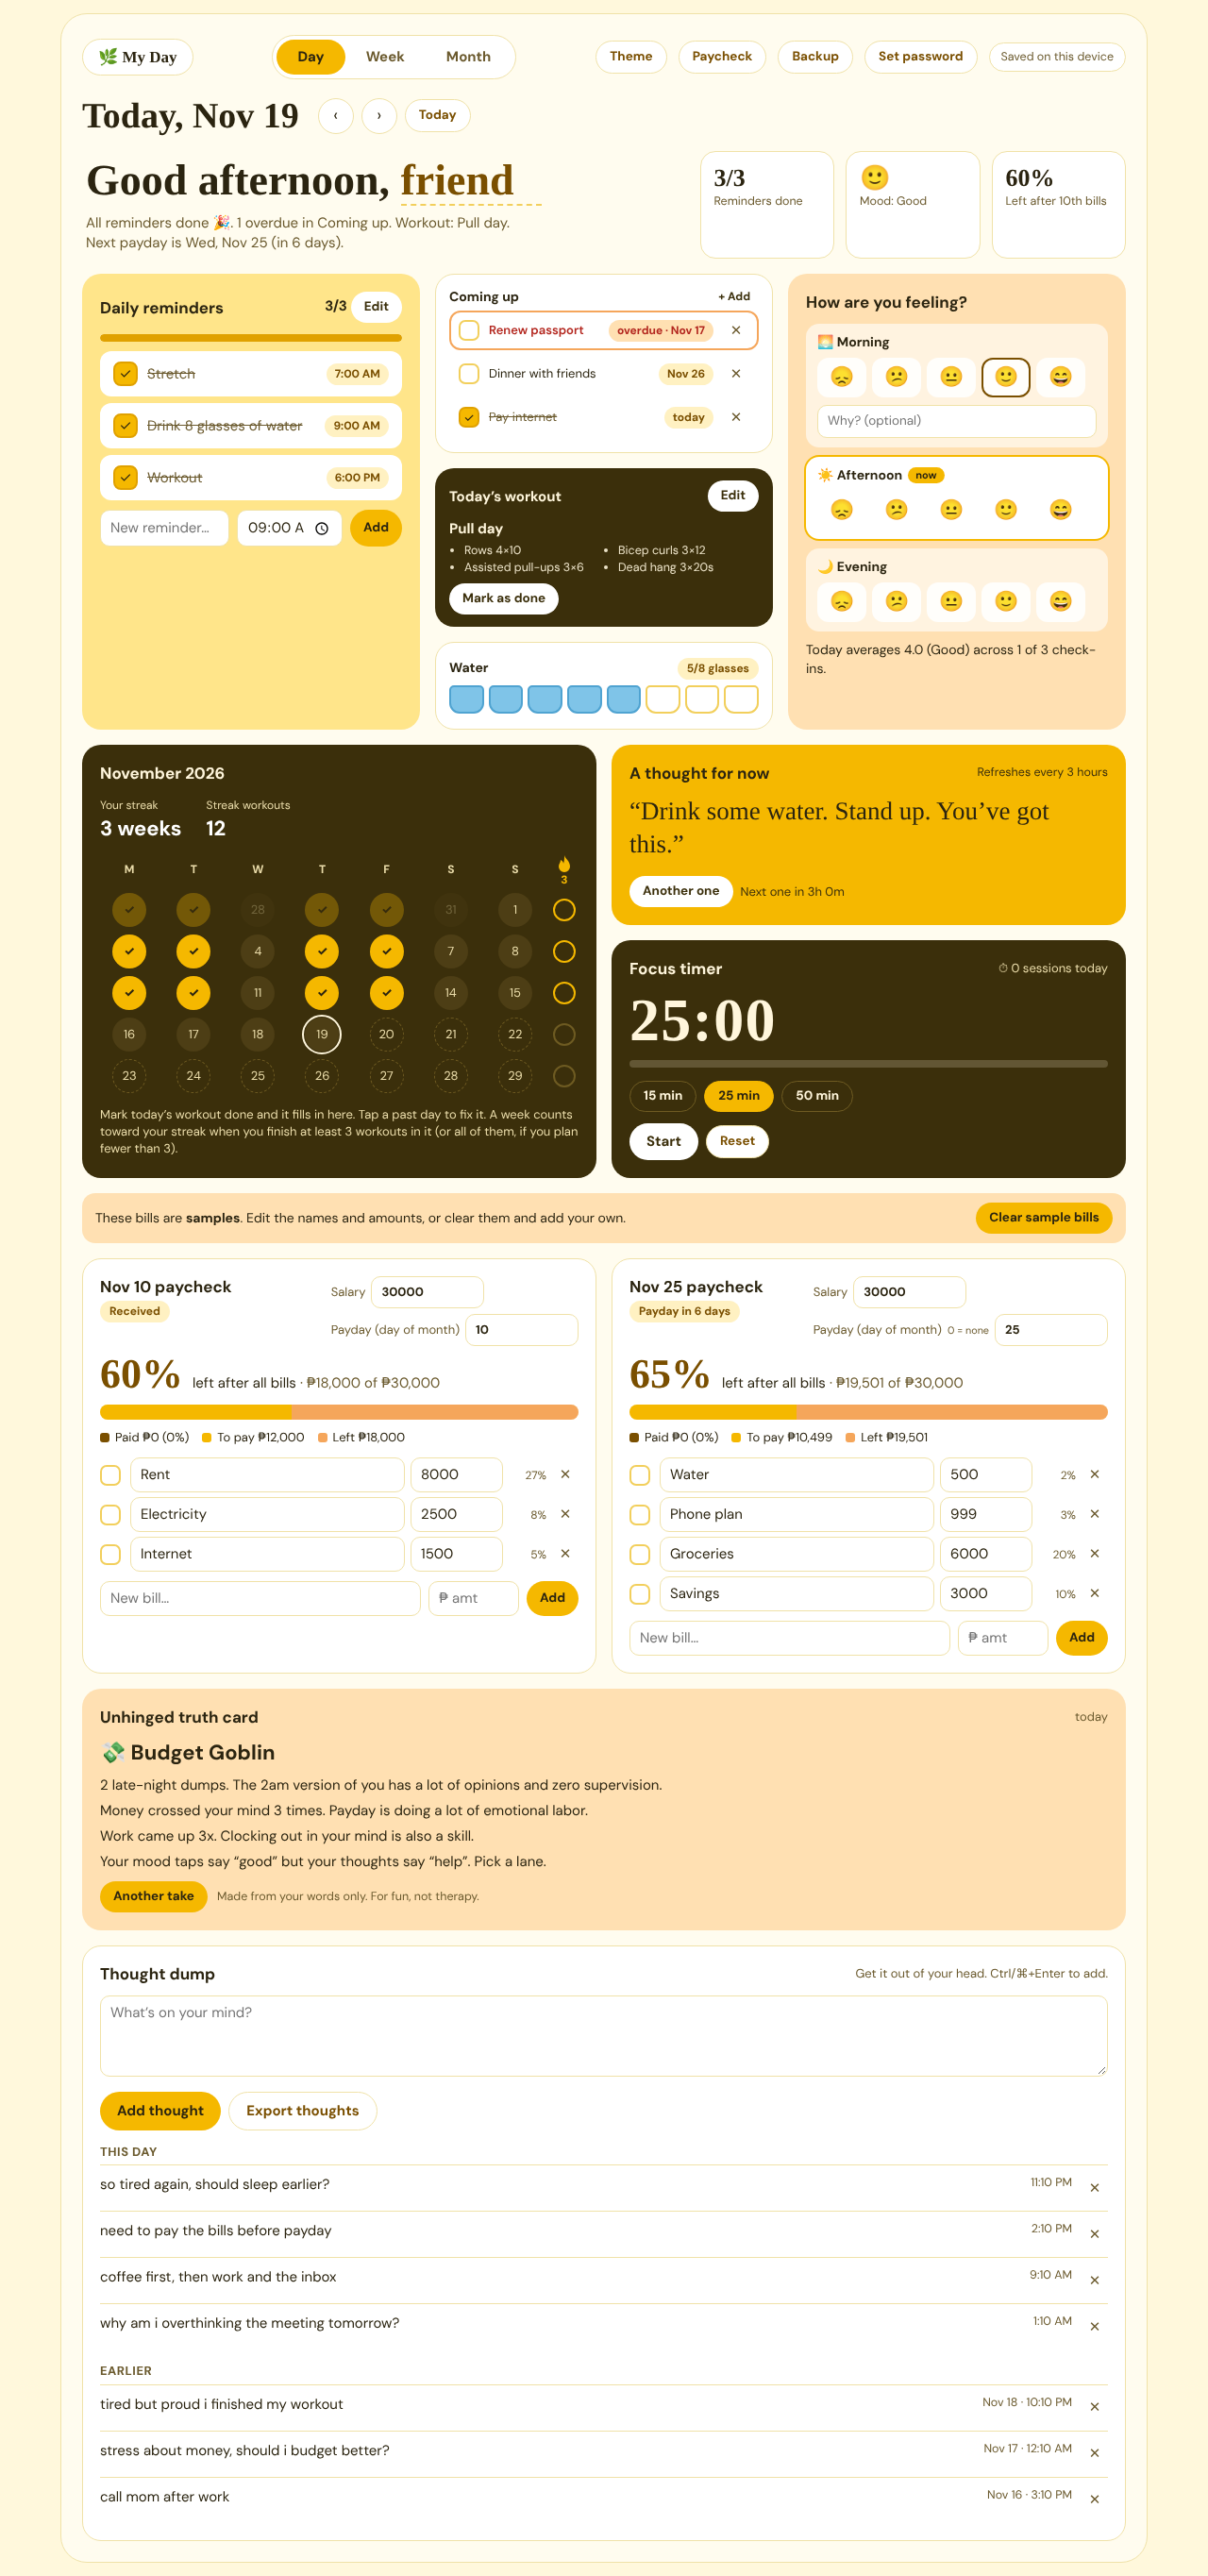 🌿 My Day
Day Week Month
Theme Paycheck Backup Set password Saved on this device
Today, Nov 19 ‹ › Today
Good afternoon, friend
All reminders done 🎉. 1 overdue in Coming up. Workout: Pull day.
Next payday is Wed, Nov 25 (in 6 days).
3/3
Reminders done
🙂
Mood: Good
60%
Left after 10th bills
Daily reminders 3/3 Edit
Stretch 7:00 AM
Drink 8 glasses of water 9:00 AM
Workout 6:00 PM
New reminder... 09:00 A Add
Coming up + Add
Renew passport overdue · Nov 17 ×
Dinner with friends Nov 26 ×
Pay internet today ×
Today’s workout Edit
Pull day
• Rows 4×10
• Assisted pull-ups 3×6
• Bicep curls 3×12
• Dead hang 3×20s
Mark as done
Water 5/8 glasses
How are you feeling?
🌅 Morning
😞 😕 😐 🙂 😄
Why? (optional)
☀️ Afternoon now
😞 😕 😐 🙂 😄
🌙 Evening
😞 😕 😐 🙂 😄
Today averages 4.0 (Good) across 1 of 3 check-
ins.
November 2026
Your streak Streak workouts
3 weeks 12
M T W T F S S 3
✓ ✓ 28 ✓ ✓ 31 1
✓ ✓ 4 ✓ ✓ 7 8
✓ ✓ 11 ✓ ✓ 14 15
16 17 18 19 20 21 22
23 24 25 26 27 28 29
Mark today’s workout done and it fills in here. Tap a past day to fix it. A week counts
toward your streak when you finish at least 3 workouts in it (or all of them, if you plan
fewer than 3).
A thought for now Refreshes every 3 hours
“Drink some water. Stand up. You’ve got
this.”
Another one Next one in 3h 0m
Focus timer ⏱ 0 sessions today
25:00
15 min 25 min 50 min
Start Reset
These bills are samples. Edit the names and amounts, or clear them and add your own. Clear sample bills
Nov 10 paycheck
Received
Salary 30000
Payday (day of month) 10
60% left after all bills · ₱18,000 of ₱30,000
Paid ₱0 (0%) To pay ₱12,000 Left ₱18,000
Rent 8000 27% ×
Electricity 2500 8% ×
Internet 1500 5% ×
New bill... ₱ amt Add
Nov 25 paycheck
Payday in 6 days
Salary 30000
Payday (day of month) 0 = none 25
65% left after all bills · ₱19,501 of ₱30,000
Paid ₱0 (0%) To pay ₱10,499 Left ₱19,501
Water 500 2% ×
Phone plan 999 3% ×
Groceries 6000 20% ×
Savings 3000 10% ×
New bill... ₱ amt Add
Unhinged truth card today
💸 Budget Goblin
2 late-night dumps. The 2am version of you has a lot of opinions and zero supervision.
Money crossed your mind 3 times. Payday is doing a lot of emotional labor.
Work came up 3x. Clocking out in your mind is also a skill.
Your mood taps say “good” but your thoughts say “help”. Pick a lane.
Another take Made from your words only. For fun, not therapy.
Thought dump Get it out of your head. Ctrl/⌘+Enter to add.
What’s on your mind?
Add thought Export thoughts
THIS DAY
so tired again, should sleep earlier? 11:10 PM ×
need to pay the bills before payday 2:10 PM ×
coffee first, then work and the inbox 9:10 AM ×
why am i overthinking the meeting tomorrow? 1:10 AM ×
EARLIER
tired but proud i finished my workout Nov 18 · 10:10 PM ×
stress about money, should i budget better? Nov 17 · 12:10 AM ×
call mom after work Nov 16 · 3:10 PM ×